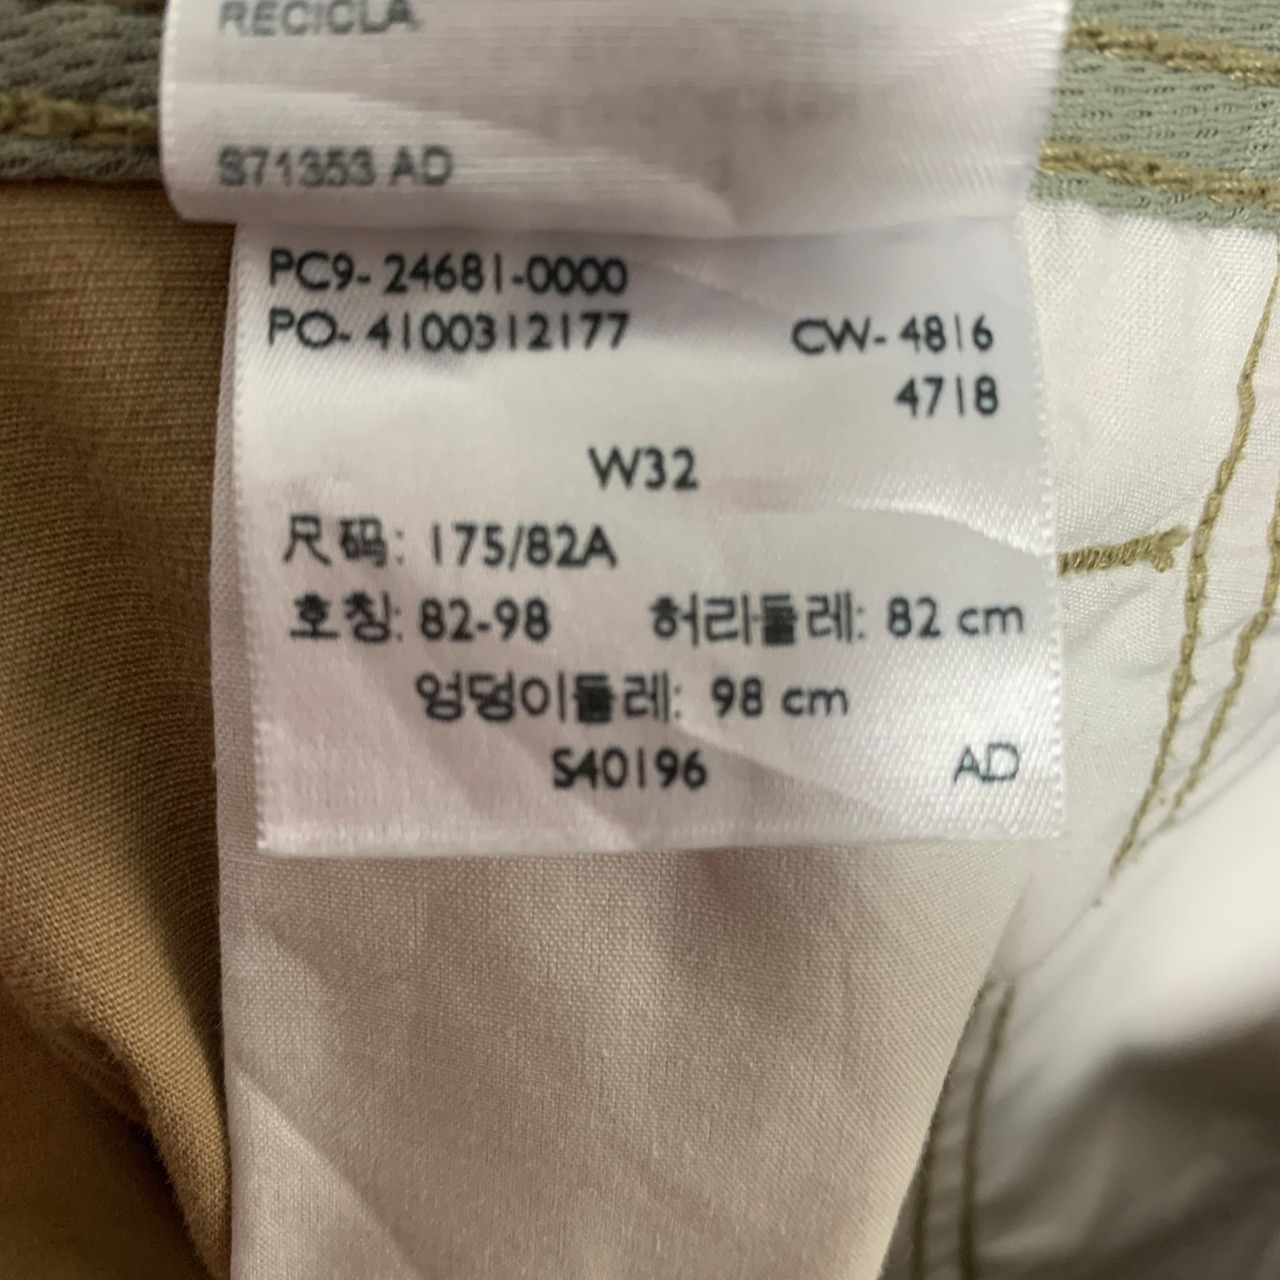 RECICLA
S71353 AD
PC9- 24681-0000
PO- 4100312177 CW- 4816
4718
W32
尺码: 175/82A
호칭: 82-98 허리둘레: 82 cm
엉덩이둘레: 98 cm
S40196 AD